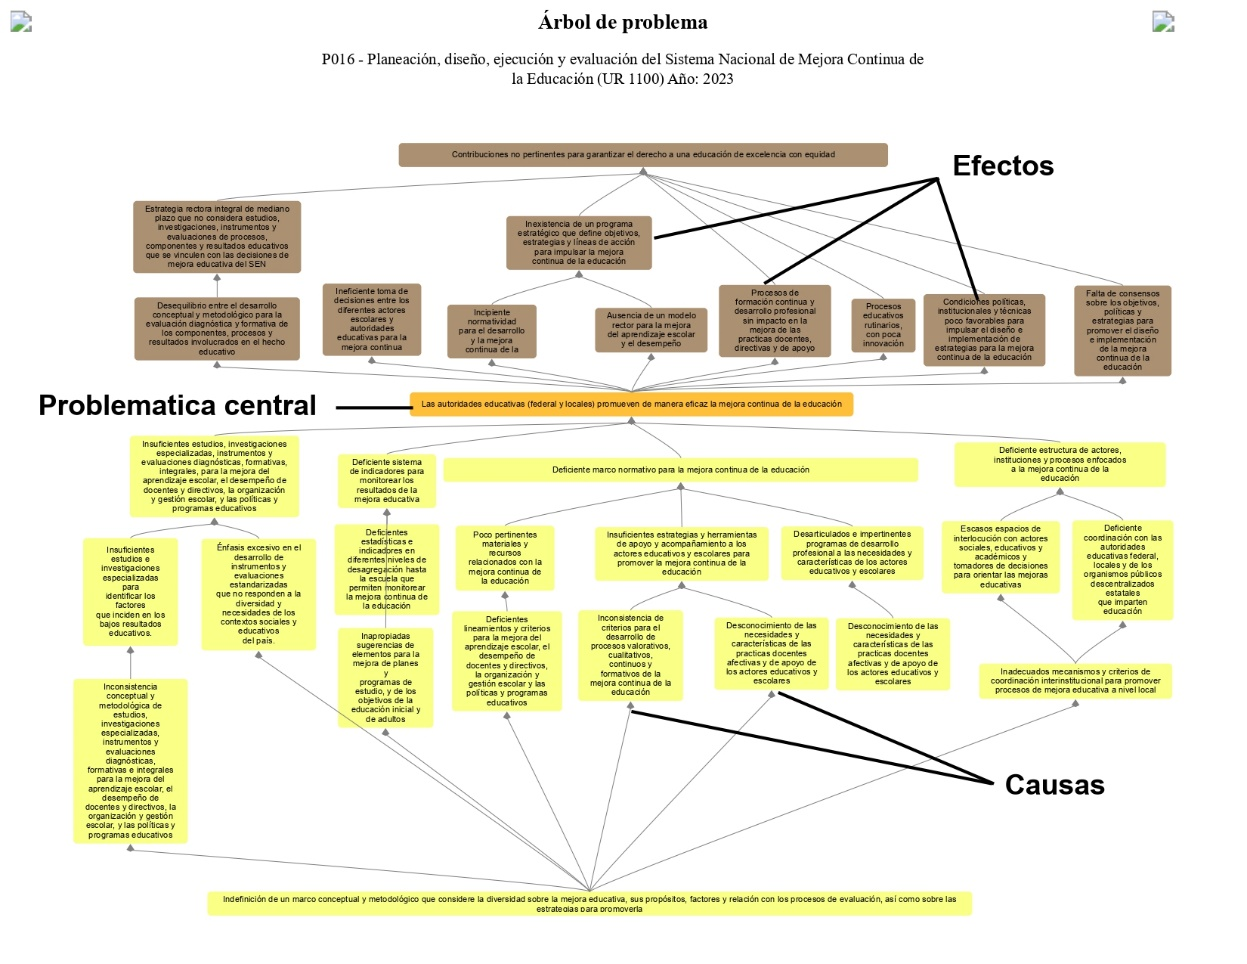 Árbol de problema
P016 - Planeación, diseño, ejecución y evaluación del Sistema Nacional de Mejora Continua de
la Educación (UR 1100) Año: 2023
Contribuciones no pertinentes para garantizar el derecho a una educación de excelencia con equidad
Efectos
Estrategia rectora integral de mediano
plazo que no considera estudios,
investigaciones, instrumentos y
evaluaciones de procesos,
componentes y resultados educativos
que se vinculen con las decisiones de
mejora educativa del SEN
Inexistencia de un programa
estratégico que define objetivos,
estrategias y líneas de acción
para impulsar la mejora
continua de la educación
Desequilibrio entre el desarrollo
conceptual y metodológico para la
evaluación diagnóstica y formativa de
los componentes, procesos y
resultados involucrados en el hecho
educativo
Ineficiente toma de
decisiones entre los
diferentes actores
escolares y
autoridades
educativas para la
mejora continua
Incipiente
normatividad
para el desarrollo
y la mejora
continua de la
Ausencia de un modelo
rector para la mejora
del aprendizaje escolar
y el desempeño
Procesos de
formación continua y
desarrollo profesional
sin impacto en la
mejora de las
practicas docentes,
directivas y de apoyo
Procesos
educativos
rutinarios,
con poca
innovación
Condiciones políticas,
institucionales y técnicas
poco favorables para
impulsar el diseño e
implementación de
estrategias para la mejora
continua de la educación
Falta de consensos
sobre los objetivos,
políticas y
estrategias para
promover el diseño
e implementación
de la mejora
continua de la
educación
Problematica central
Las autoridades educativas (federal y locales) promueven de manera eficaz la mejora continua de la educación
Insuficientes estudios, investigaciones
especializadas, instrumentos y
evaluaciones diagnósticas, formativas,
integrales, para la mejora del
aprendizaje escolar, el desempeño de
docentes y directivos, la organización
y gestión escolar, y las políticas y
programas educativos
Deficiente sistema
de indicadores para
monitorear los
resultados de la
mejora educativa
Deficiente marco normativo para la mejora continua de la educación
Deficiente estructura de actores,
instituciones y procesos enfocados
a la mejora continua de la
educación
Insuficientes
estudios e
investigaciones
especializadas
para
identificar los
factores
que inciden en los
bajos resultados
educativos.
Énfasis excesivo en el
desarrollo de
instrumentos y
evaluaciones
estandarizadas
que no responden a la
diversidad y
necesidades de los
contextos sociales y
educativos
del país.
Deficientes
estadísticas e
indicadores en
diferentes niveles de
desagregación hasta
la escuela que
permiten monitorear
la mejora continua de
la educación
Poco pertinentes
materiales y
recursos
relacionados con la
mejora continua de
la educación
Insuficientes estrategias y herramientas
de apoyo y acompañamiento a los
actores educativos y escolares para
promover la mejora continua de la
educación
Desarticulados e impertinentes
programas de desarrollo
profesional a las necesidades y
características de los actores
educativos y escolares
Escasos espacios de
interlocución con actores
sociales, educativos y
académicos y
tomadores de decisiones
para orientar las mejoras
educativas
Deficiente
coordinación con las
autoridades
educativas federal,
locales y de los
organismos públicos
descentralizados
estatales
que imparten
educación
Inconsistencia
conceptual y
metodológica de
estudios,
investigaciones
especializadas,
instrumentos y
evaluaciones
diagnósticas,
formativas e integrales
para la mejora del
aprendizaje escolar, el
desempeño de
docentes y directivos, la
organización y gestión
escolar, y las políticas y
programas educativos
Inapropiadas
sugerencias de
elementos para la
mejora de planes
y
programas de
estudio, y de los
objetivos de la
educación inicial y
de adultos
Deficientes
lineamientos y criterios
para la mejora del
aprendizaje escolar, el
desempeño de
docentes y directivos,
la organización y
gestión escolar y las
políticas y programas
educativos
Inconsistencia de
criterios para el
desarrollo de
procesos valorativos,
cualitativos,
continuos y
formativos de la
mejora continua de la
educación
Desconocimiento de las
necesidades y
características de las
practicas docentes
afectivas y de apoyo de
los actores educativos y
escolares
Desconocimiento de las
necesidades y
características de las
practicas docentes
afectivas y de apoyo de
los actores educativos y
escolares
Inadecuados mecanismos y criterios de
coordinación interinstitucional para promover
procesos de mejora educativa a nivel local
Causas
Indefinición de un marco conceptual y metodológico que considere la diversidad sobre la mejora educativa, sus propósitos, factores y relación con los procesos de evaluación, así como sobre las
estrategias para promoverla